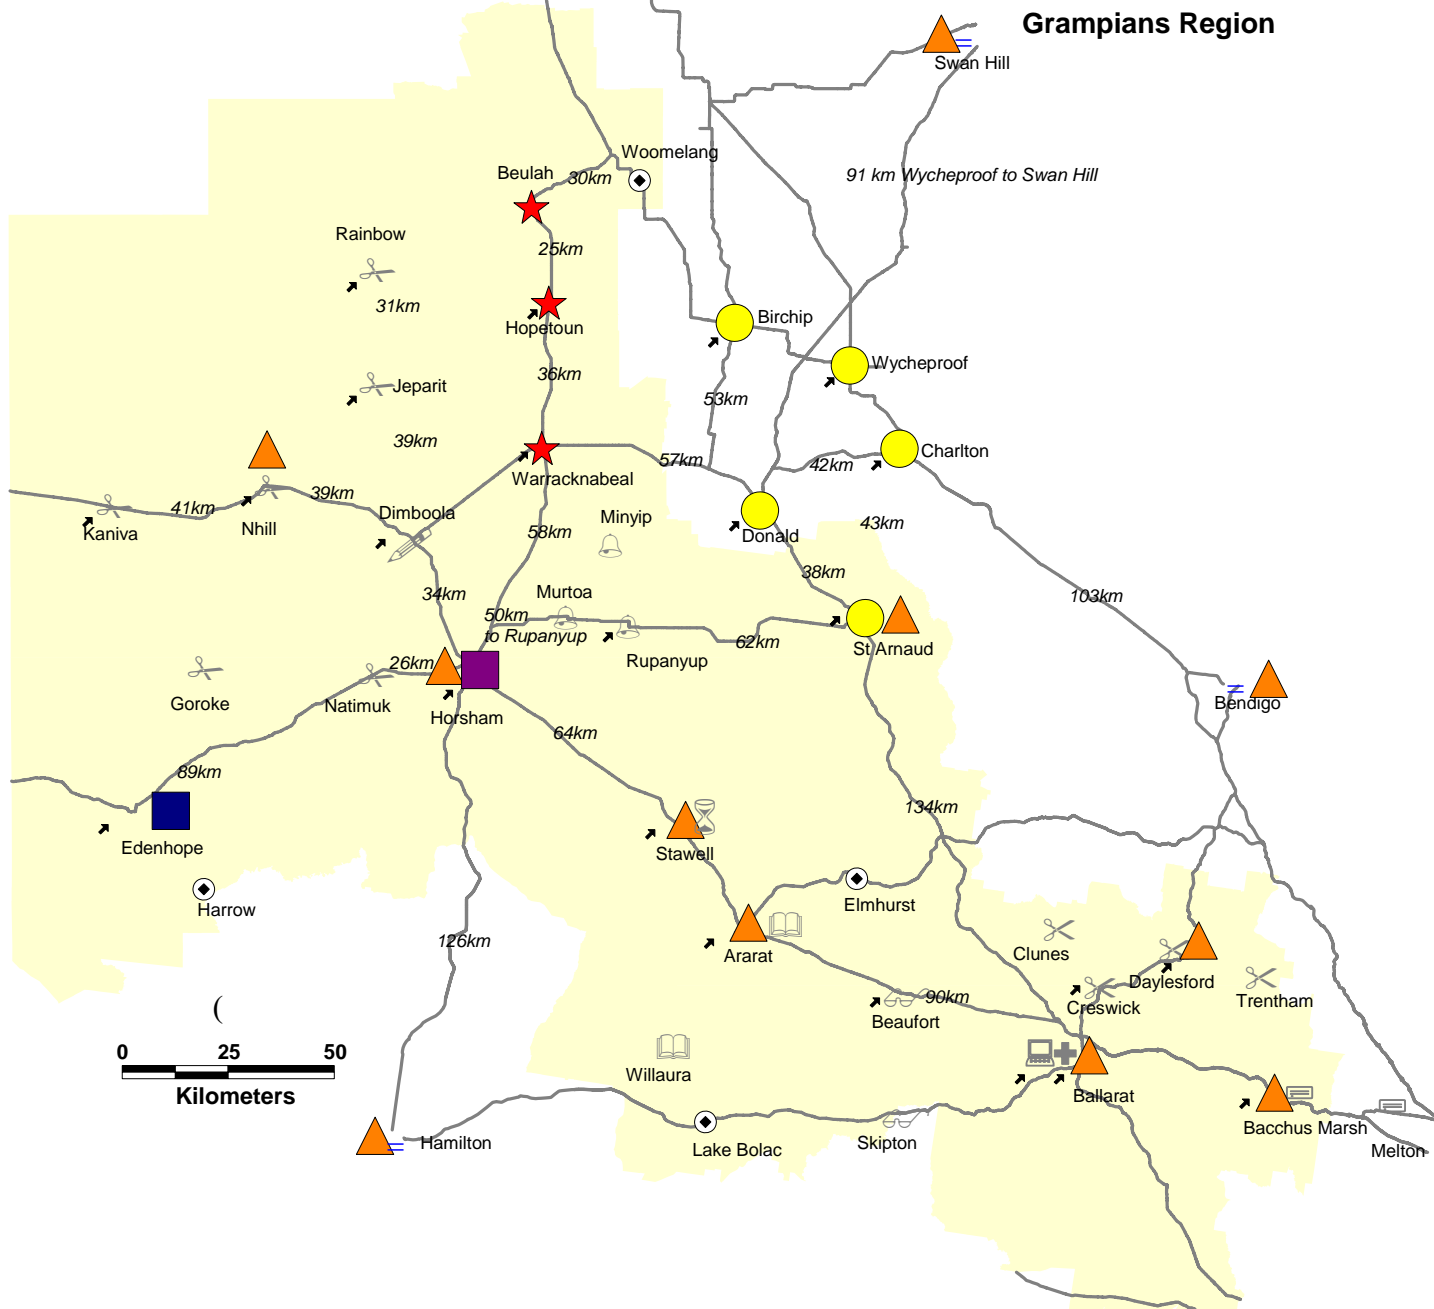 Grampians Region
Swan Hill
Woomelang
Beulah
30km
91 km Wycheproof to Swan Hill
Rainbow
25km
31km
Hopetoun
Birchip
Wycheproof
36km
Jeparit
53km
39km
Warracknabeal
57km
42km
Charlton
39km
41km
Kaniva
Nhill
Dimboola
Minyip
58km
Donald
43km
38km
34km
Murtoa
50km
to Rupanyup
103km
62km
St Arnaud
Rupanyup
26km
Goroke
Natimuk
Horsham
Bendigo
64km
89km
134km
Edenhope
Stawell
Harrow
Elmhurst
126km
Ararat
Clunes
Daylesford
Trentham
Creswick
90km
Beaufort
(
0 25 50
Kilometers
Willaura
Ballarat
Bacchus Marsh
Hamilton
Lake Bolac
Skipton
Melton